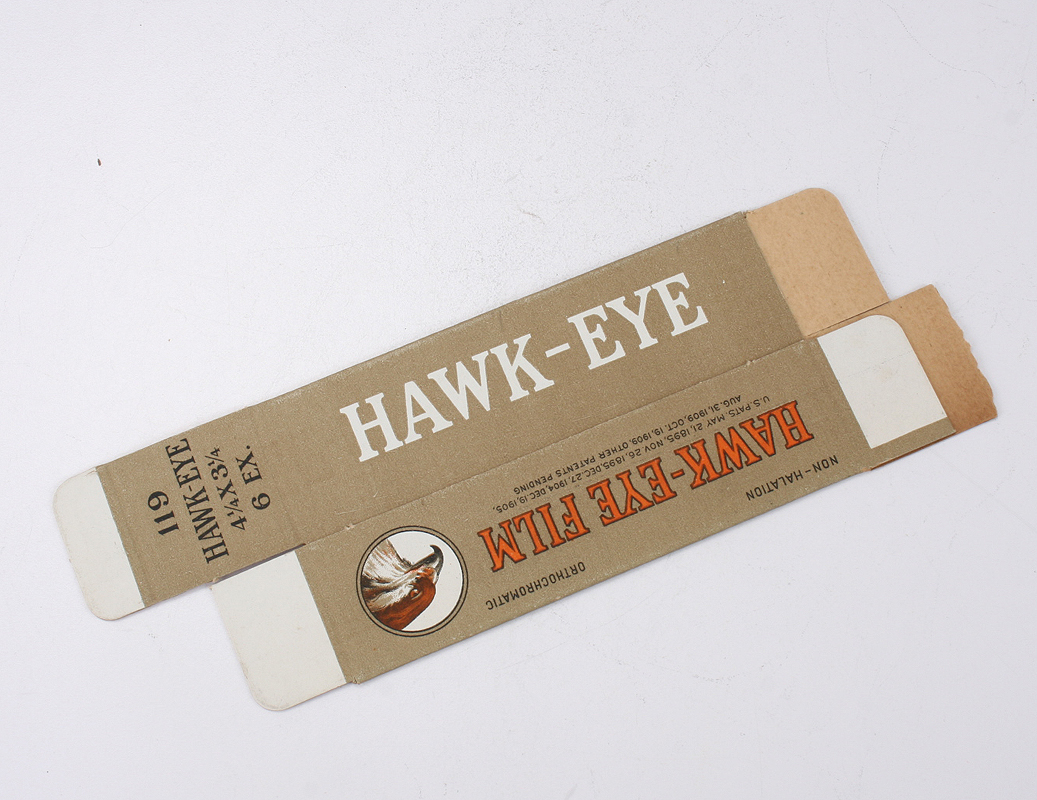 HAWK-EYE
119
HAWK-EYE
4¼X3¼
6 EX.
NON-HALATION
ORTHOCHROMATIC
HAWK-EYE FILM
U.S. PATS. MAY 21, 1895, NOV. 26, 1895, DEC. 27, 1904, DEC. 19, 1905.
AUG. 31, 1909, OCT. 19, 1909, OTHER PATENTS PENDING